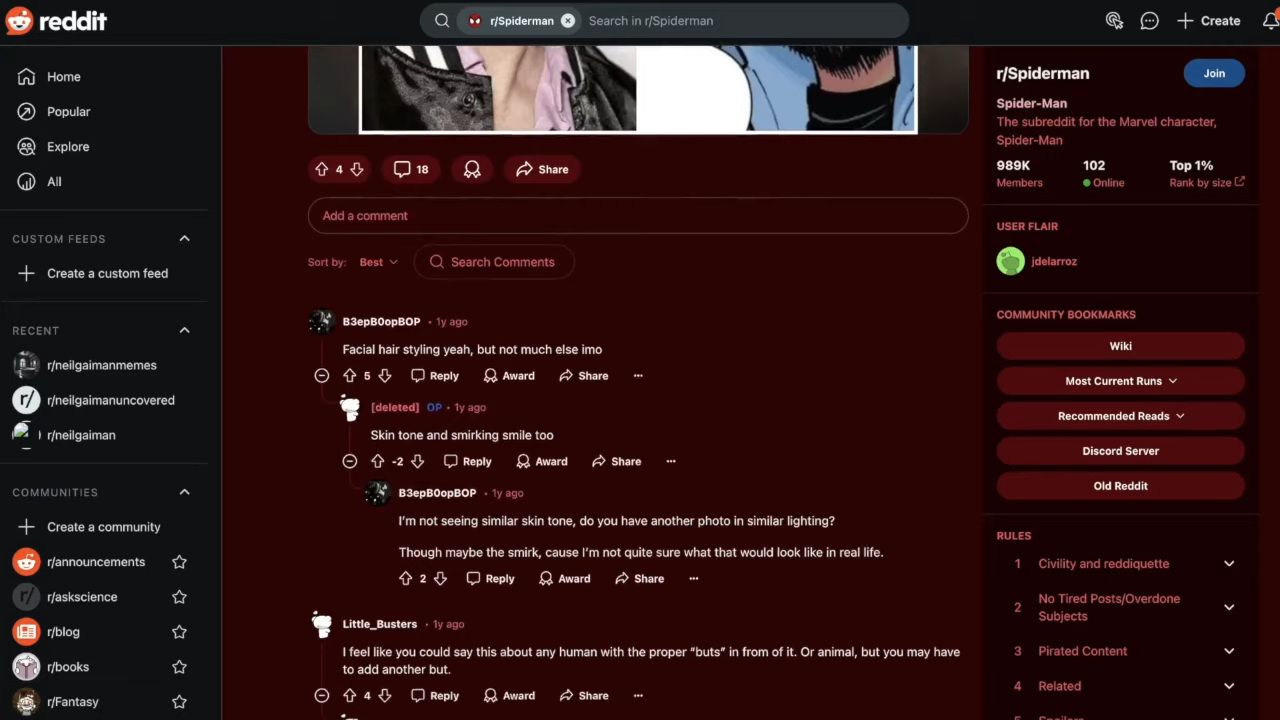 reddit
r/Spiderman
Search in r/Spiderman
Create
Home
Popular
Explore
All
CUSTOM FEEDS
Create a custom feed
RECENT
r/neilgaimanmemes
r/neilgaimanuncovered
r/neilgaiman
COMMUNITIES
Create a community
r/announcements
r/askscience
r/blog
r/books
r/Fantasy
4
18
Share
Add a comment
Sort by: Best
Search Comments
B3epB0opBOP • 1y ago
Facial hair styling yeah, but not much else imo
5 Reply Award Share
[deleted] OP • 1y ago
Skin tone and smirking smile too
-2 Reply Award Share
B3epB0opBOP • 1y ago
I'm not seeing similar skin tone, do you have another photo in similar lighting?
Though maybe the smirk, cause I'm not quite sure what that would look like in real life.
2 Reply Award Share
Little_Busters • 1y ago
I feel like you could say this about any human with the proper “buts” in from of it. Or animal, but you may have
to add another but.
4 Reply Award Share
r/Spiderman
Join
Spider-Man
The subreddit for the Marvel character,
Spider-Man
989K 102 Top 1%
Members Online Rank by size
USER FLAIR
jdelarroz
COMMUNITY BOOKMARKS
Wiki
Most Current Runs
Recommended Reads
Discord Server
Old Reddit
RULES
1 Civility and reddiquette
2 No Tired Posts/Overdone
Subjects
3 Pirated Content
4 Related
5 Spoilers